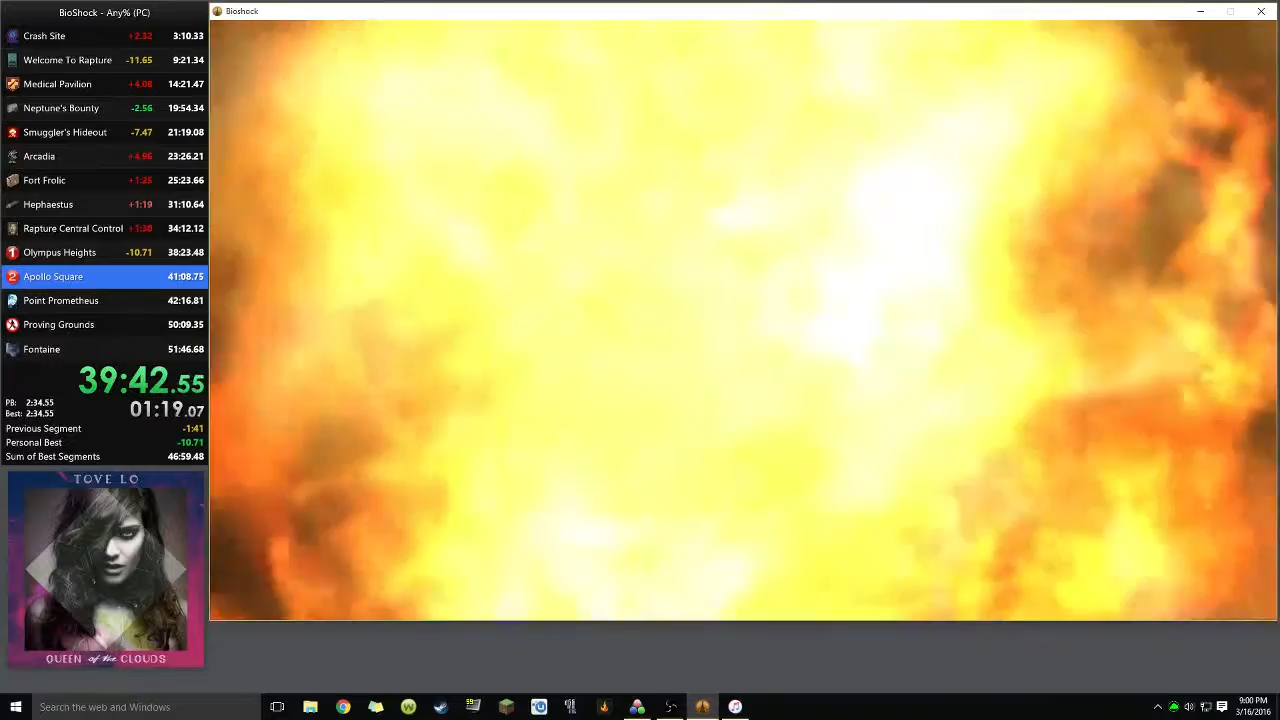 BioShock - Any% (PC)
Bioshock
Crash Site +2.32 3:10.33
Welcome To Rapture -11.65 9:21.34
Medical Pavilion +4.08 14:21.47
Neptune's Bounty -2.56 19:54.34
Smuggler's Hideout -7.47 21:19.08
Arcadia +4.96 23:26.21
Fort Frolic +1:25 25:23.66
Hephaestus +1:19 31:10.64
Rapture Central Control +1:30 34:12.12
1 Olympus Heights -10.71 38:23.48
2 Apollo Square 41:08.75
Point Prometheus 42:16.81
Proving Grounds 50:09.35
Fontaine 51:46.68
39:42.55
PB: 2:34.55
Best: 2:34.55
01:19.07
Previous Segment -1:41
Personal Best -10.71
Sum of Best Segments 46:59.48
TOVE LO
QUEEN of the CLOUDS
Search the web and Windows
9:00 PM
3/16/2016